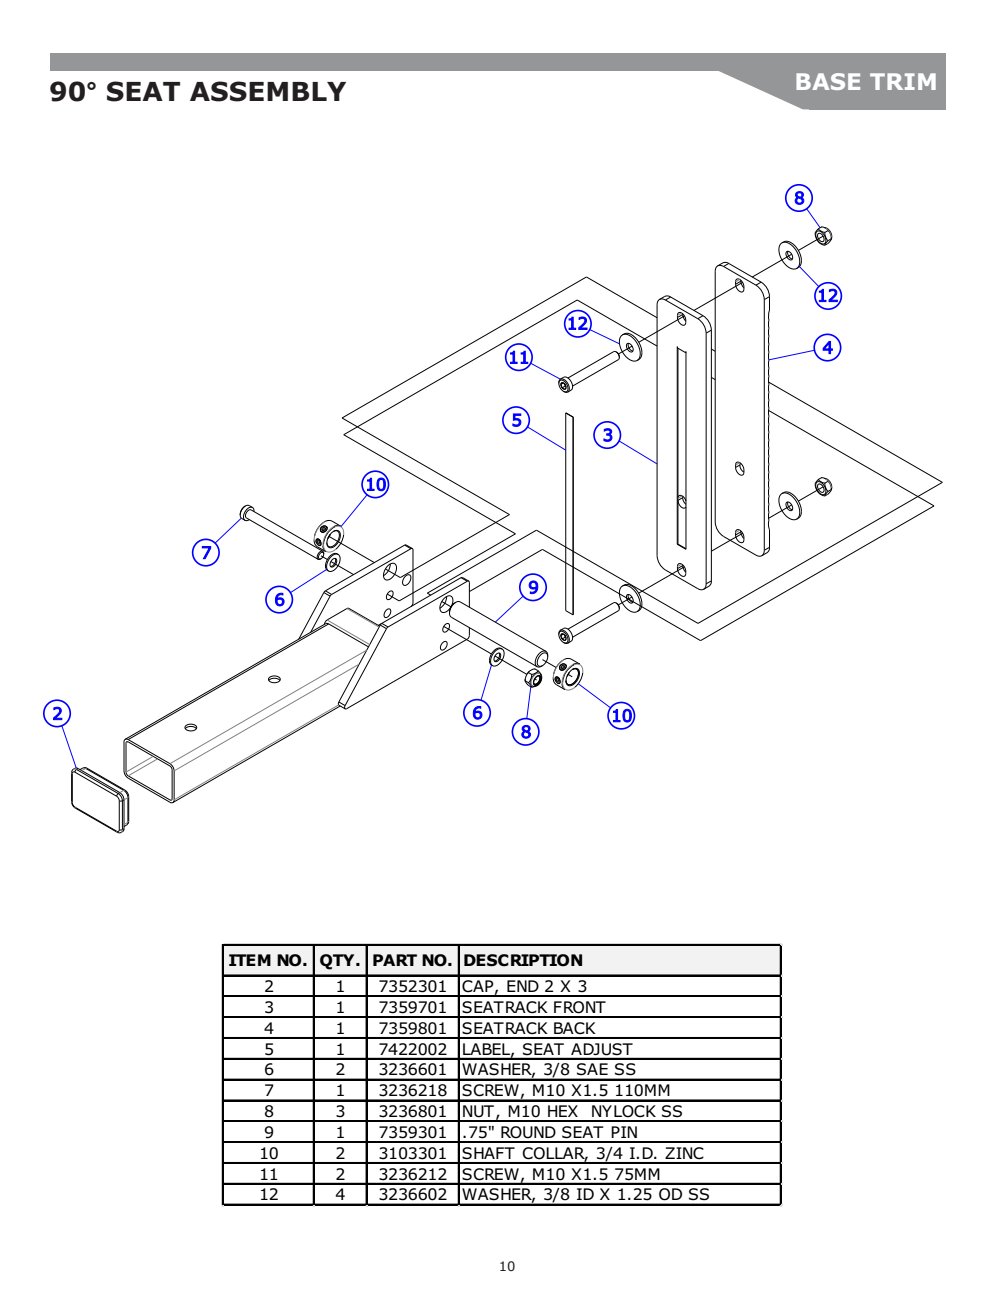 BASE TRIM
90° SEAT ASSEMBLY
8
12
12
4
11
5
3
10
7
6
9
6
10
8
2
ITEM NO. QTY. PART NO. DESCRIPTION
2 1 7352301 CAP, END 2 X 3
3 1 7359701 SEATRACK FRONT
4 1 7359801 SEATRACK BACK
5 1 7422002 LABEL, SEAT ADJUST
6 2 3236601 WASHER, 3/8 SAE SS
7 1 3236218 SCREW, M10 X1.5 110MM
8 3 3236801 NUT, M10 HEX  NYLOCK SS
9 1 7359301 .75" ROUND SEAT PIN
10 2 3103301 SHAFT COLLAR, 3/4 I.D. ZINC
11 2 3236212 SCREW, M10 X1.5 75MM
12 4 3236602 WASHER, 3/8 ID X 1.25 OD SS
10